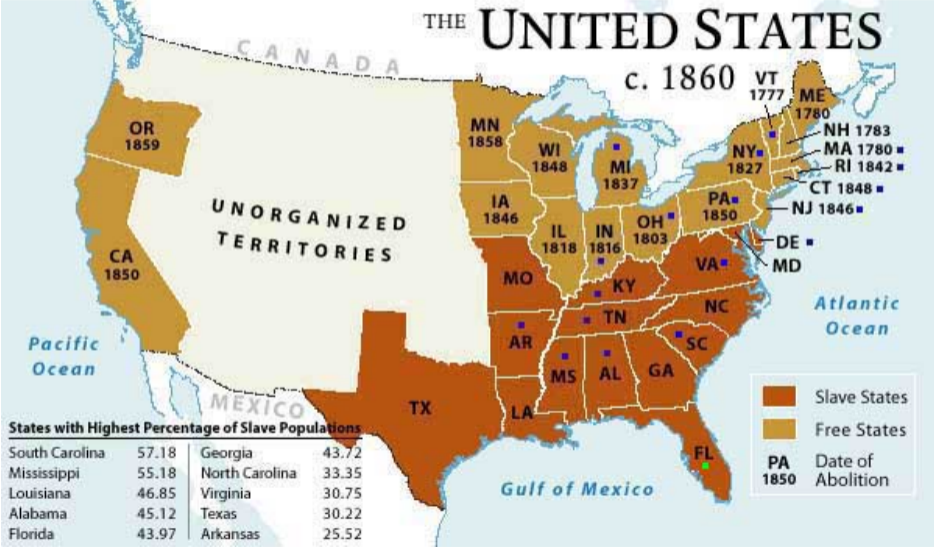 THE UNITED STATES
c. 1860
CANADA
VT
1777
ME
1780
NH 1783
MA 1780
RI 1842
CT 1848
NJ 1846
DE
MD
OR
1859
MN
1858
WI
1848
MI
1837
NY
1827
PA
1850
IA
1846
IL
1818
IN
1816
OH
1803
UNORGANIZED
TERRITORIES
CA
1850
MO
KY
VA
TN
NC
AR
SC
MS
AL
GA
TX
LA
FL
Pacific
Ocean
Atlantic
Ocean
MEXICO
Gulf of Mexico
Slave States
Free States
PA
1850
Date of
Abolition
States with Highest Percentage of Slave Populations
South Carolina 57.18 Georgia 43.72
Mississippi 55.18 North Carolina 33.35
Louisiana 46.85 Virginia 30.75
Alabama 45.12 Texas 30.22
Florida 43.97 Arkansas 25.52